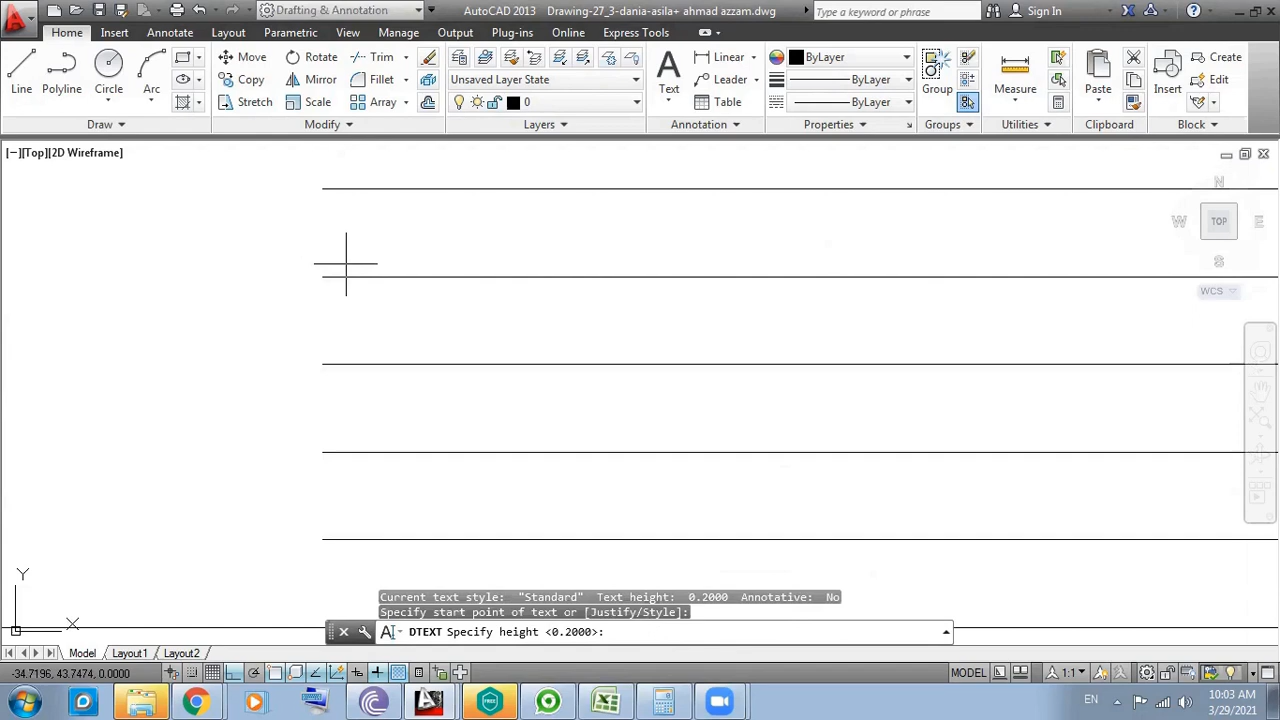 Drafting & Annotation
AutoCAD 2013 Drawing-27_3-dania-asila+ ahmad azzam.dwg
Type a keyword or phrase
Sign In
Home Insert Annotate Layout Parametric View Manage Output Plug-ins Online Express Tools
Line Polyline Circle Arc
Move Rotate Trim
Copy Mirror Fillet
Stretch Scale Array
Unsaved Layer State
0
Text
Linear
Leader
Table
ByLayer
ByLayer
ByLayer
Group
Measure
Paste
Insert
Create
Edit
Draw Modify Layers Annotation Properties Groups Utilities Clipboard Block
[−][Top][2D Wireframe]
N
W TOP E
S
WCS
Y
X
Current text style: "Standard" Text height: 0.2000 Annotative: No
Specify start point of text or [Justify/Style]:
DTEXT Specify height <0.2000>:
Model Layout1 Layout2
-34.7196, 43.7474, 0.0000
MODEL
1:1
EN
10:03 AM
3/29/2021